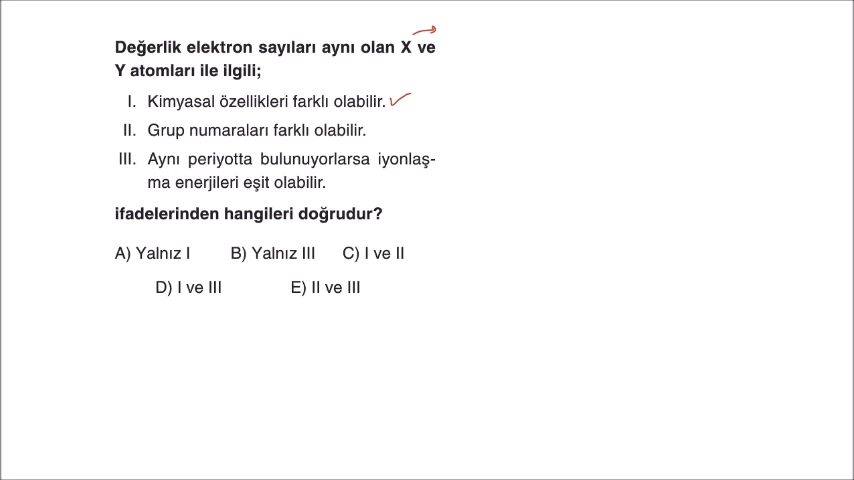 Değerlik elektron sayıları aynı olan X ve
Y atomları ile ilgili;
I. Kimyasal özellikleri farklı olabilir.
II. Grup numaraları farklı olabilir.
III. Aynı periyotta bulunuyorlarsa iyonlaş-
ma enerjileri eşit olabilir.
ifadelerinden hangileri doğrudur?
A) Yalnız I B) Yalnız III C) I ve II
D) I ve III E) II ve III